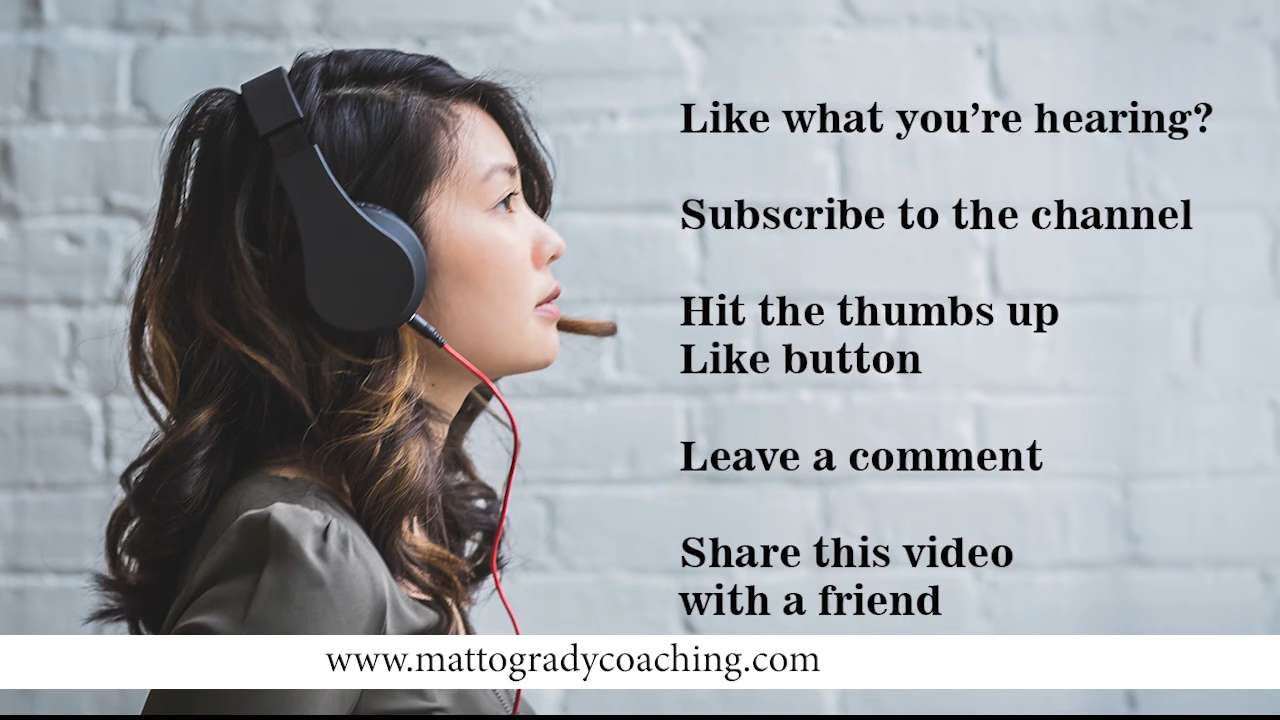 Like what you're hearing?
Subscribe to the channel
Hit the thumbs up
Like button
Leave a comment
Share this video
with a friend
www.mattogradycoaching.com